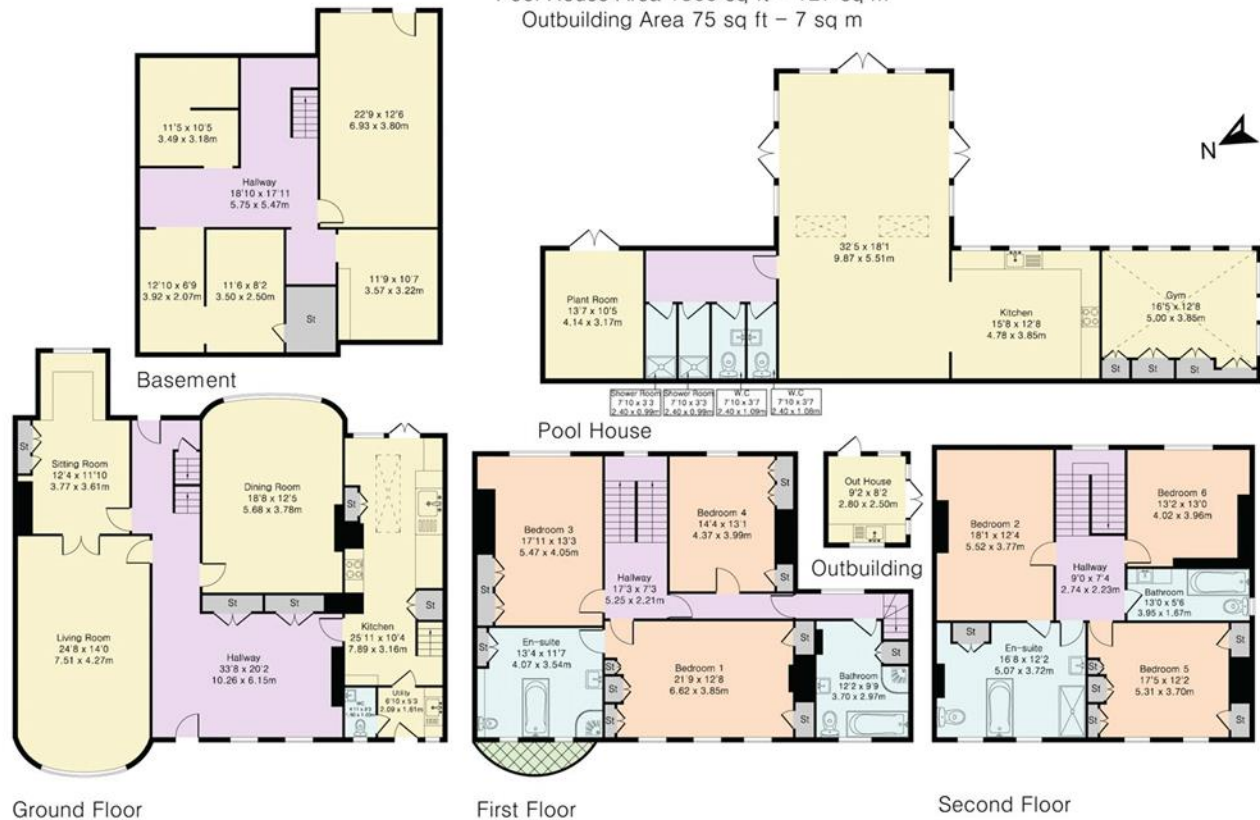 Outbuilding Area 75 sq ft – 7 sq m
11'5 x 10'5
3.49 x 3.18m
22'9 x 12'6
6.93 x 3.80m
Hallway
18'10 x 17'11
5.75 x 5.47m
12'10 x 6'9
3.92 x 2.07m
11'6 x 8'2
3.50 x 2.50m
St
11'9 x 10'7
3.57 x 3.22m
Basement
N
32'5 x 18'1
9.87 x 5.51m
Plant Room
13'7 x 10'5
4.14 x 3.17m
Kitchen
15'8 x 12'8
4.78 x 3.85m
Gym
16'5 x 12'8
5.00 x 3.85m
St
St
St
St
Shower Room
7'10 x 3'3
2.40 x 0.99m
Shower Room
7'10 x 3'3
2.40 x 0.99m
W.C
7'10 x 3'7
2.40 x 1.09m
W.C
7'10 x 3'7
2.40 x 1.08m
Pool House
St
Sitting Room
12'4 x 11'10
3.77 x 3.61m
St
Dining Room
18'8 x 12'5
5.68 x 3.78m
St
St
St
St
Living Room
24'8 x 14'0
7.51 x 4.27m
Hallway
33'8 x 20'2
10.26 x 6.15m
Kitchen
25'11 x 10'4
7.89 x 3.16m
Utility
6'10 x 5'3
2.09 x 1.61m
WC
Ground Floor
Bedroom 3
17'11 x 13'3
5.47 x 4.05m
St
St
Hallway
17'3 x 7'3
5.25 x 2.21m
Bedroom 4
14'4 x 13'1
4.37 x 3.99m
St
St
En-suite
13'4 x 11'7
4.07 x 3.54m
Bedroom 1
21'9 x 12'8
6.62 x 3.85m
St
St
St
St
St
Bathroom
12'2 x 9'9
3.70 x 2.97m
St
First Floor
Out House
9'2 x 8'2
2.80 x 2.50m
Outbuilding
Bedroom 2
18'1 x 12'4
5.52 x 3.77m
Hallway
9'0 x 7'4
2.74 x 2.23m
Bedroom 6
13'2 x 13'0
4.02 x 3.96m
Bathroom
13'0 x 5'6
3.95 x 1.67m
St
En-suite
16'8 x 12'2
5.07 x 3.72m
St
St
St
Bedroom 5
17'5 x 12'2
5.31 x 3.70m
St
St
Second Floor